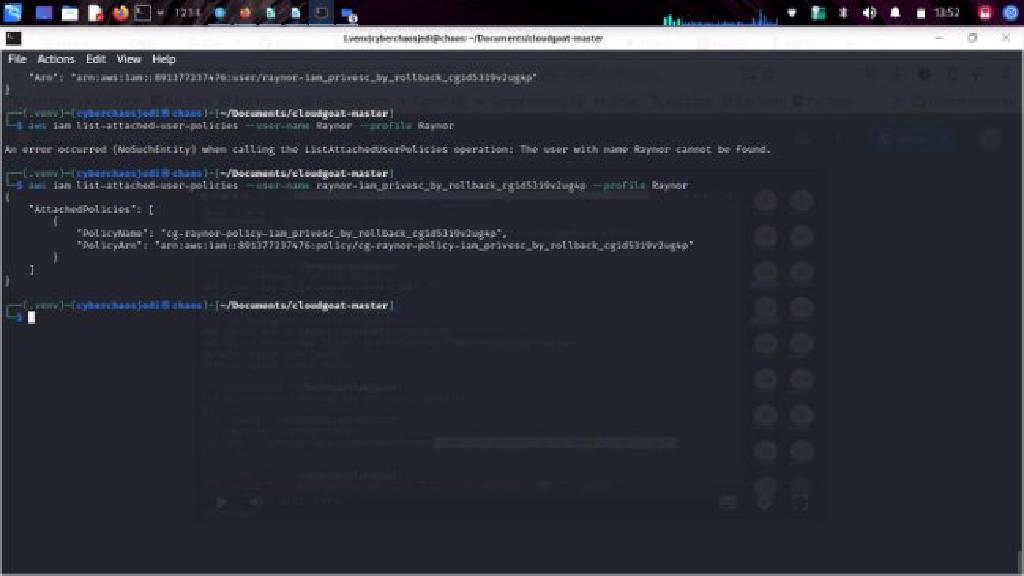 1 2 3 4
13:52
(.venv)cyberchaosjedi@chaos: ~/Documents/cloudgoat-master
File Actions Edit View Help
"Arn": "arn:aws:iam::891377237476:user/raynor-iam_privesc_by_rollback_cgid5319v2ug4p"
}
┌──(.venv)─(cyberchaosjedi㉿chaos)-[~/Documents/cloudgoat-master]
└─$ aws iam list-attached-user-policies --user-name Raynor --profile Raynor
An error occurred (NoSuchEntity) when calling the ListAttachedUserPolicies operation: The user with name Raynor cannot be found.
┌──(.venv)─(cyberchaosjedi㉿chaos)-[~/Documents/cloudgoat-master]
└─$ aws iam list-attached-user-policies --user-name raynor-iam_privesc_by_rollback_cgid5319v2ug4p --profile Raynor
{
"AttachedPolicies": [
{
"PolicyName": "cg-raynor-policy-iam_privesc_by_rollback_cgid5319v2ug4p",
"PolicyArn": "arn:aws:iam::891377237476:policy/cg-raynor-policy-iam_privesc_by_rollback_cgid5319v2ug4p"
}
]
}
┌──(.venv)─(cyberchaosjedi㉿chaos)-[~/Documents/cloudgoat-master]
└─$